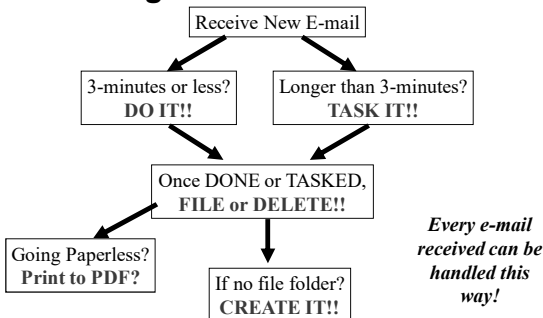 Receive New E-mail
3-minutes or less?
DO IT!!
Longer than 3-minutes?
TASK IT!!
Once DONE or TASKED,
FILE or DELETE!!
Going Paperless?
Print to PDF?
If no file folder?
CREATE IT!!
Every e-mail
received can be
handled this
way!